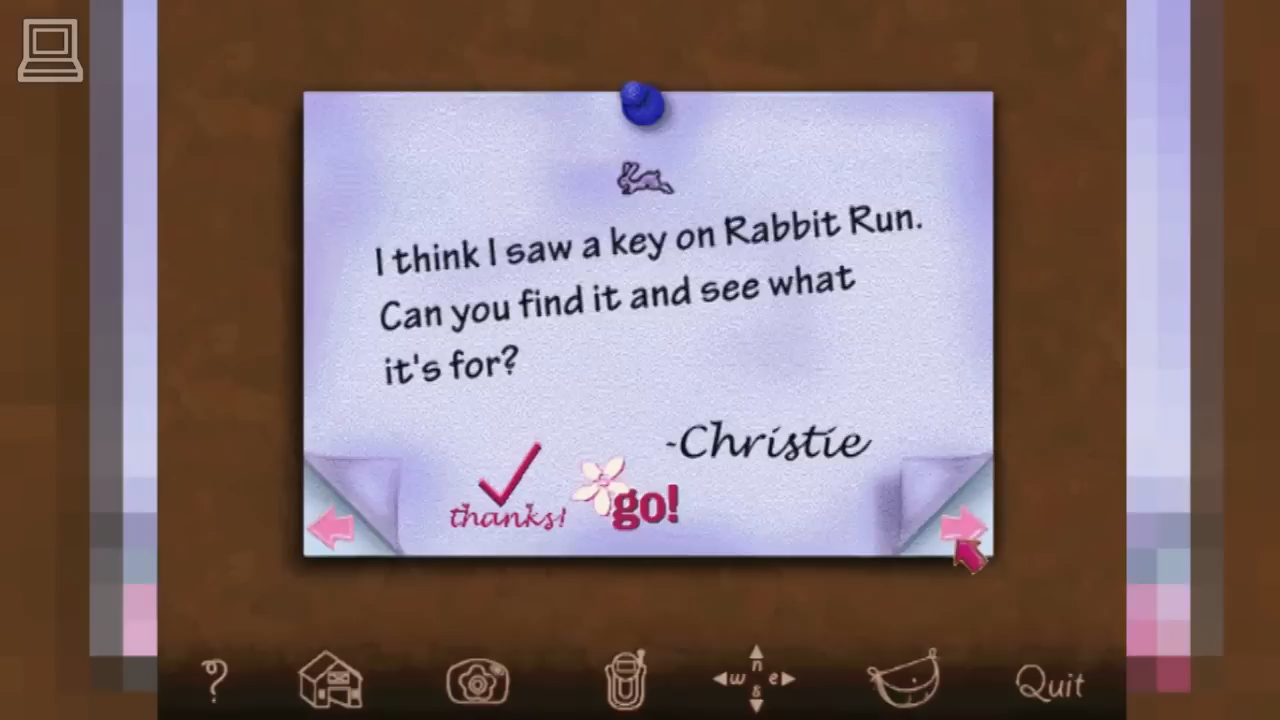 I think I saw a key on Rabbit Run.
Can you find it and see what
it's for?
-Christie
thanks!
go!
?
n
w e
s
Quit